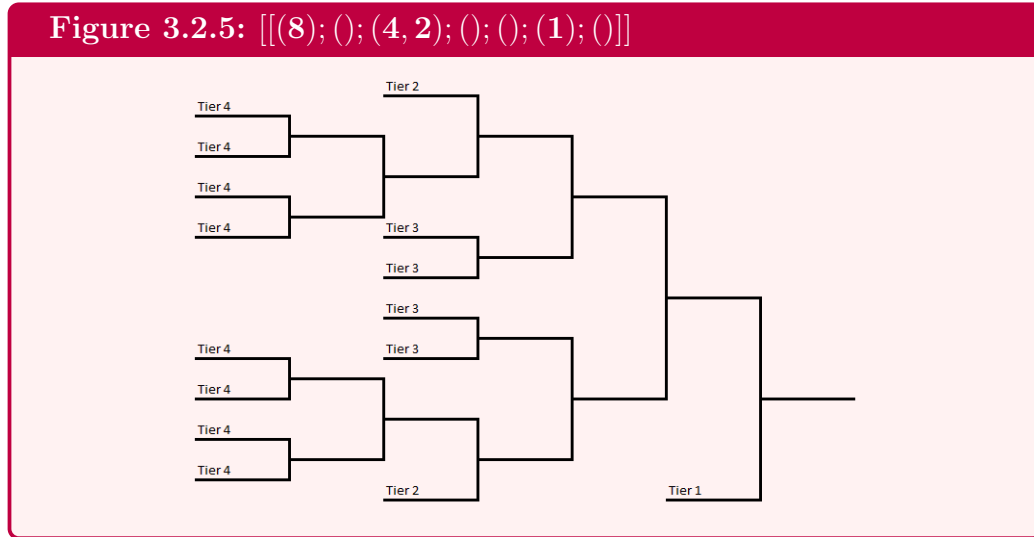 Figure 3.2.5: [[(8); (); (4, 2); (); (); (1); ()]]
Tier 2
Tier 4
Tier 4
Tier 4
Tier 4
Tier 3
Tier 3
Tier 3
Tier 3
Tier 4
Tier 4
Tier 4
Tier 4
Tier 2
Tier 1